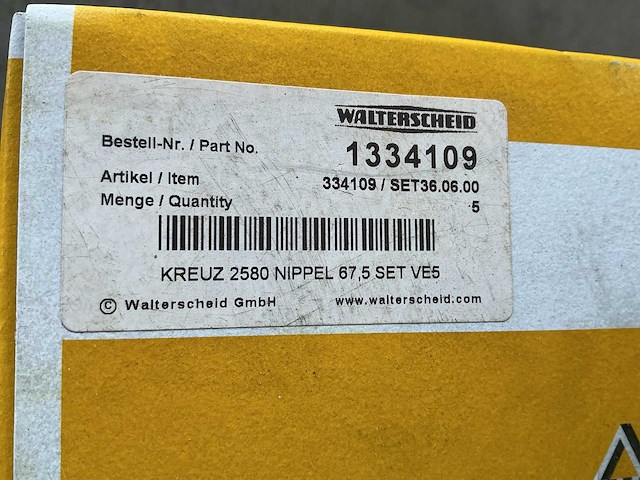 WALTERSCHEID
Bestell-Nr. / Part No. 1334109
Artikel / Item 334109 / SET36.06.00
Menge / Quantity 5
KREUZ 2580 NIPPEL 67,5 SET VE5
© Walterscheid GmbH www.walterscheid.com